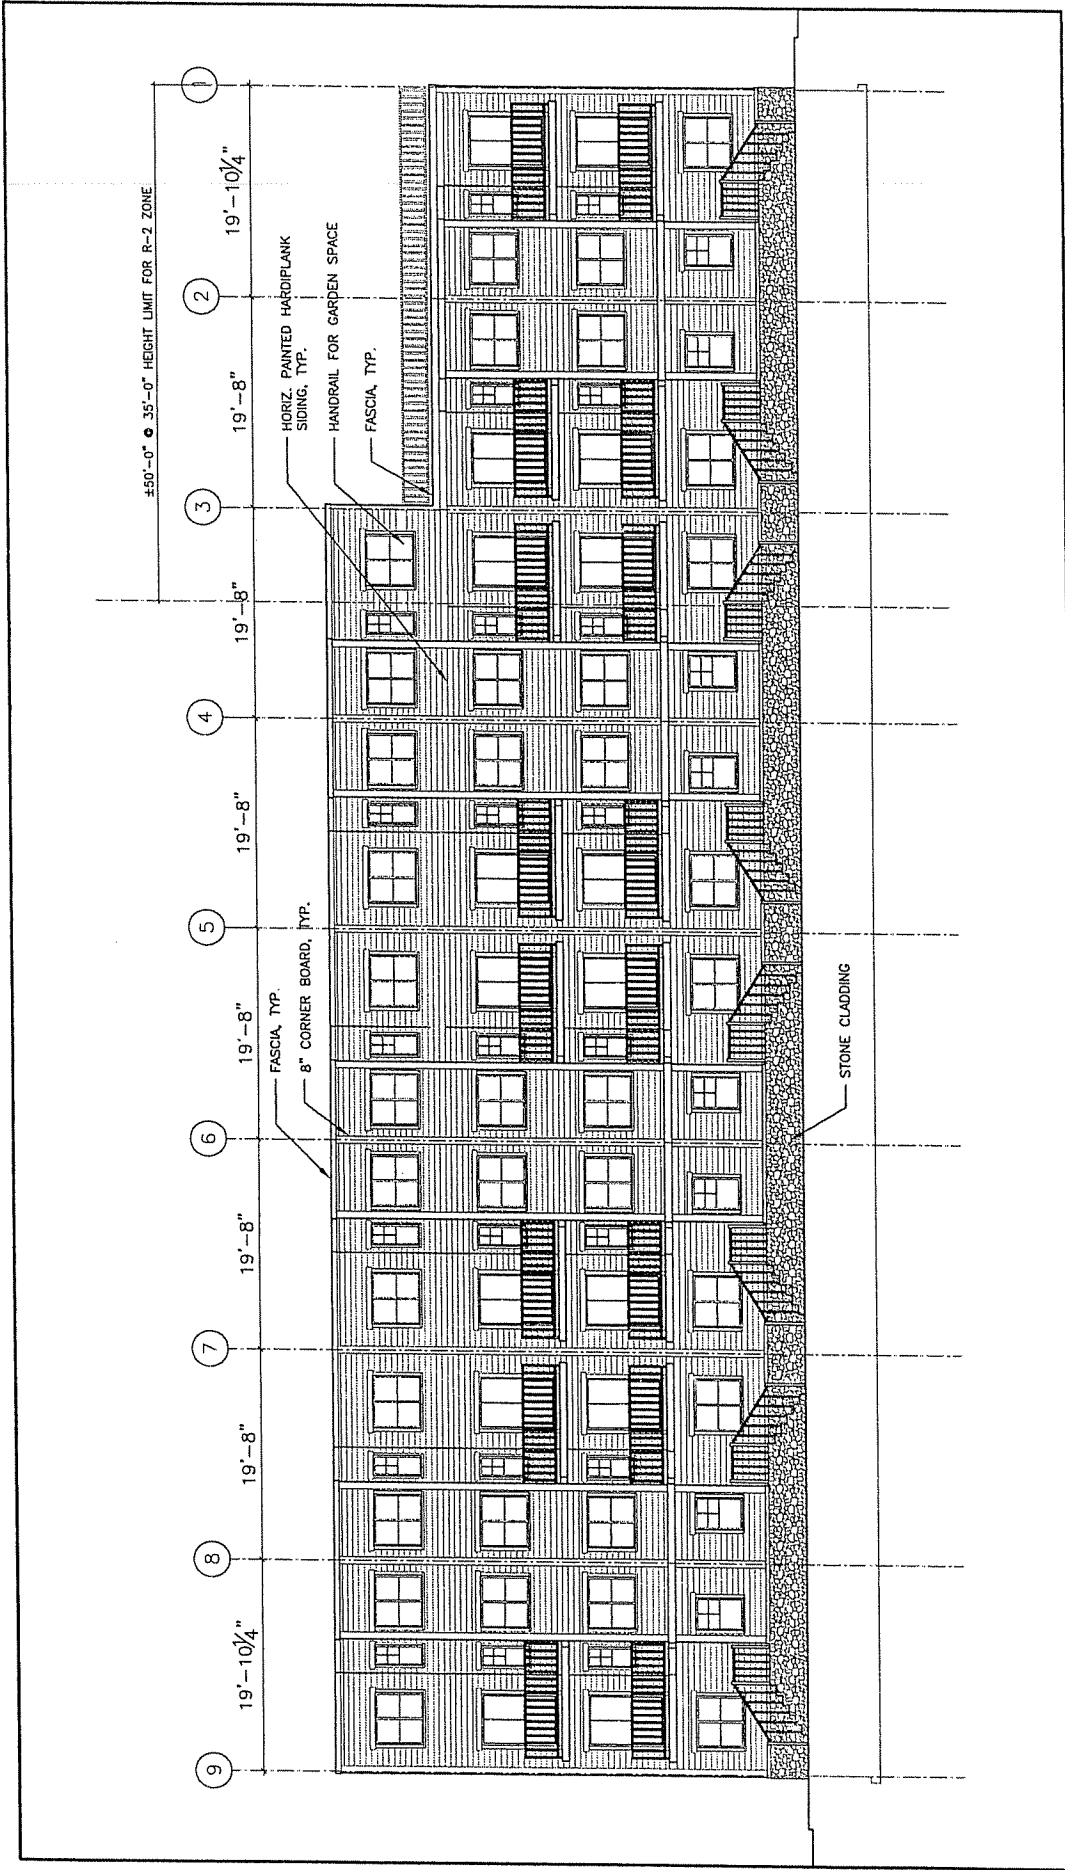 ±50'-0" @ 35'-0" HEIGHT LIMIT FOR R-2 ZONE
9
8
7
6
5
4
3
2
1
19'-10¼"
19'-8"
19'-8"
19'-8"
19'-8"
19'-8"
19'-8"
19'-10¼"
FASCIA, TYP.
8" CORNER BOARD, TYP.
HORIZ. PAINTED HARDIPLANK
SIDING, TYP.
HANDRAIL FOR GARDEN SPACE
FASCIA, TYP.
STONE CLADDING